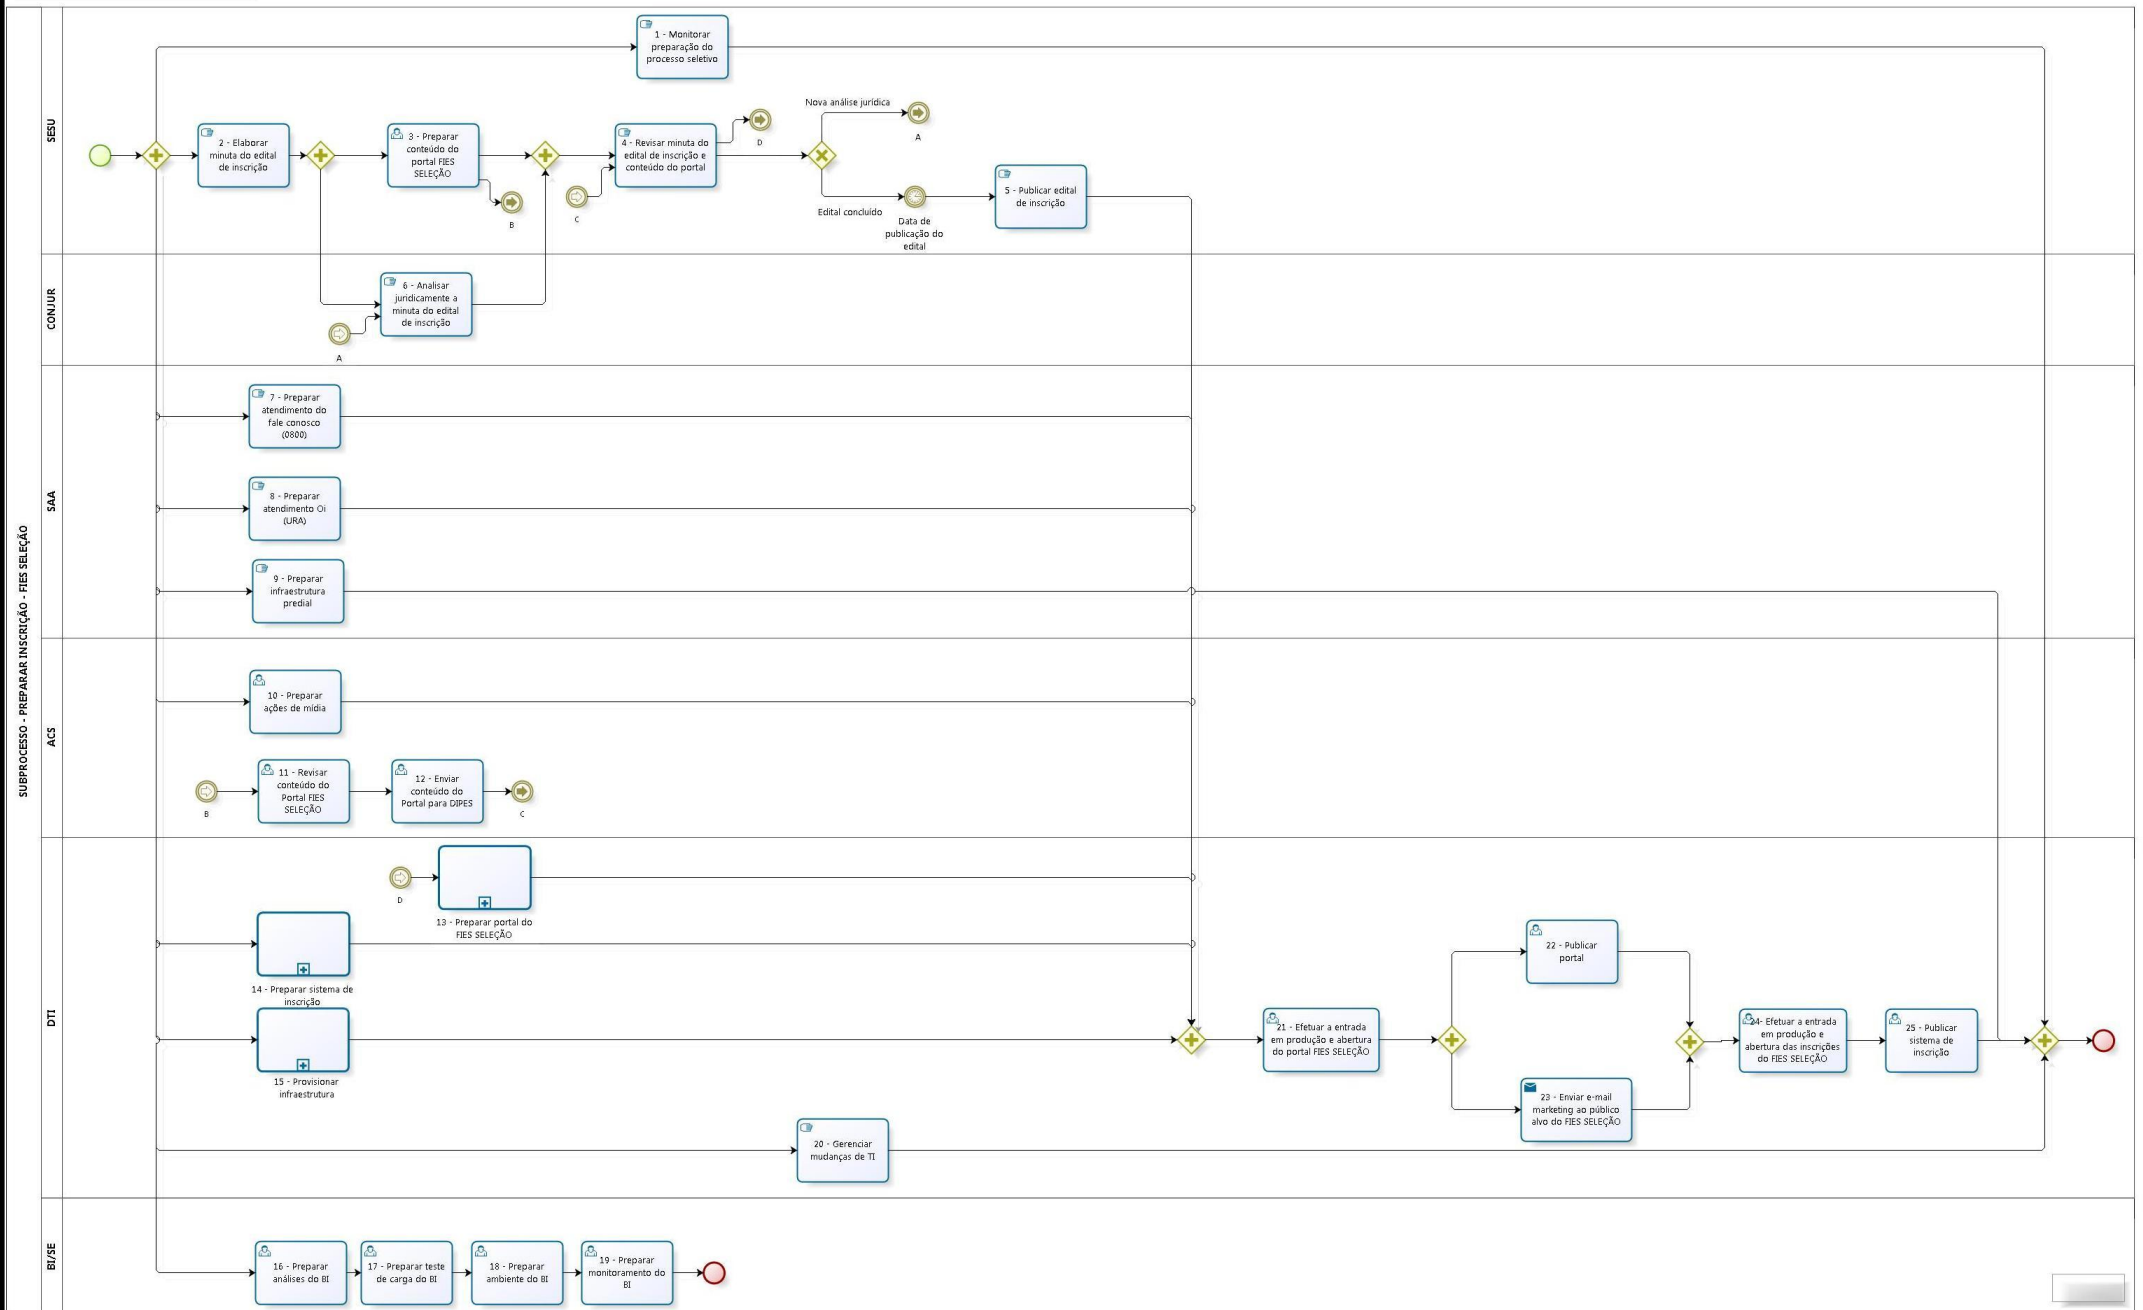 SUBPROCESSO - PREPARAR INSCRIÇÃO - FIES SELEÇÃO
SESU
1 - Monitorar
preparação do
processo seletivo
2 - Elaborar
minuta do edital
de inscrição
3 - Preparar
conteúdo do
portal FIES
SELEÇÃO
B
C
4 - Revisar minuta do
edital de inscrição e
conteúdo do portal
D
Nova análise jurídica
A
Edital concluído
Data de
publicação do
edital
5 - Publicar edital
de inscrição
CONJUR
6 - Analisar
juridicamente a
minuta do edital
de inscrição
A
SAA
7 - Preparar
atendimento do
fale conosco
(0800)
8 - Preparar
atendimento Oi
(URA)
9 - Preparar
infraestrutura
predial
ACS
10 - Preparar
ações de mídia
B
11 - Revisar
conteúdo do
Portal FIES
SELEÇÃO
12 - Enviar
conteúdo do
Portal para DIPES
C
DTI
D
13 - Preparar portal do
FIES SELEÇÃO
14 - Preparar sistema de
inscrição
15 - Provisionar
infraestrutura
20 - Gerenciar
mudanças de TI
21 - Efetuar a entrada
em produção e abertura
do portal FIES SELEÇÃO
22 - Publicar
portal
23 - Enviar e-mail
marketing ao público
alvo do FIES SELEÇÃO
24- Efetuar a entrada
em produção e
abertura das inscrições
do FIES SELEÇÃO
25 - Publicar
sistema de
inscrição
BI/SE
16 - Preparar
análises do BI
17 - Preparar teste
de carga do BI
18 - Preparar
ambiente do BI
19 - Preparar
monitoramento do
BI